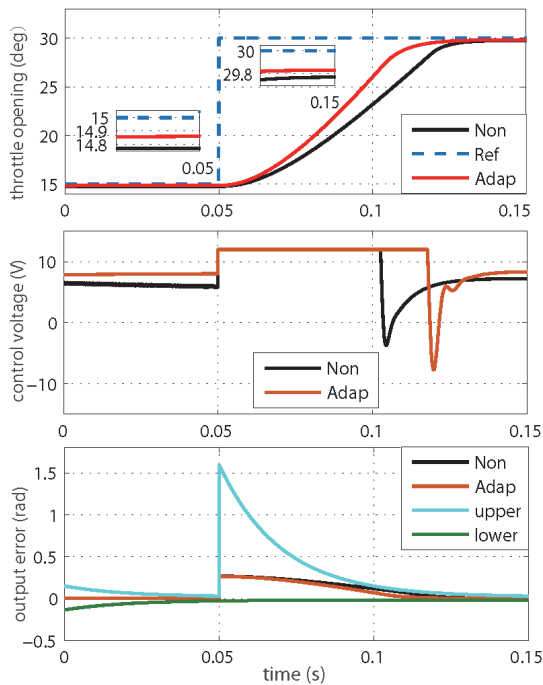 throttle opening (deg)
30
25
20
15
30
29.8
0.15
15
14.9
14.8
0.05
Non
Ref
Adap
0
0.05
0.1
0.15
control voltage (V)
10
0
−10
Non
Adap
0
0.05
0.1
0.15
output error (rad)
1.5
1
0.5
0
−0.5
Non
Adap
upper
lower
0
0.05
0.1
0.15
time (s)